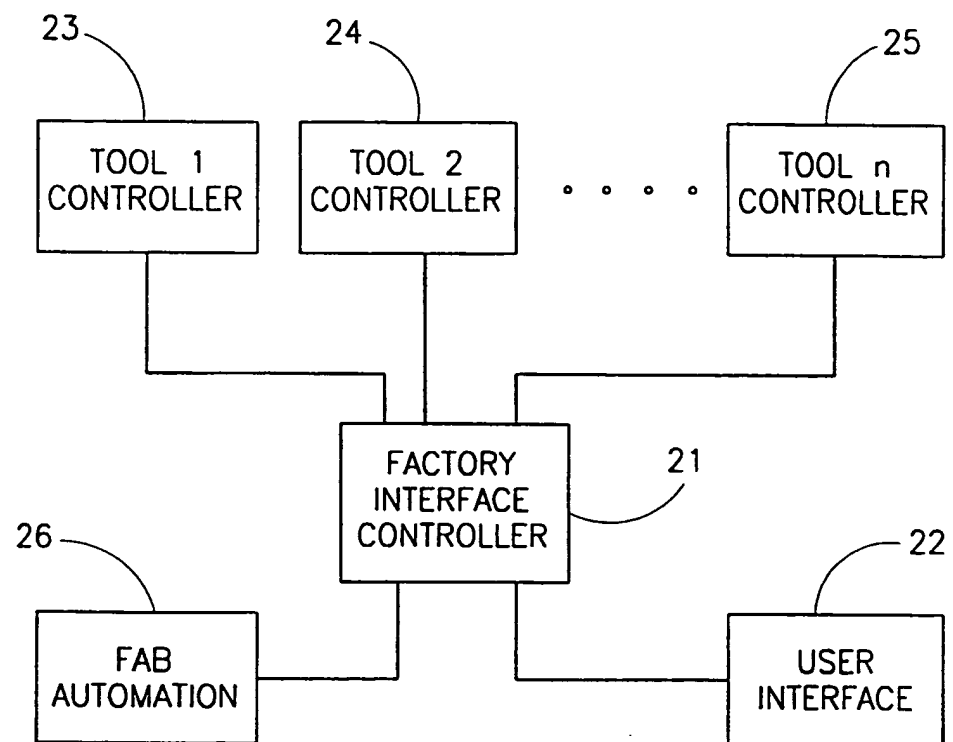 23
24
25
TOOL 1
CONTROLLER
TOOL 2
CONTROLLER
TOOL n
CONTROLLER
FACTORY
INTERFACE
CONTROLLER
21
26
22
FAB
AUTOMATION
USER
INTERFACE